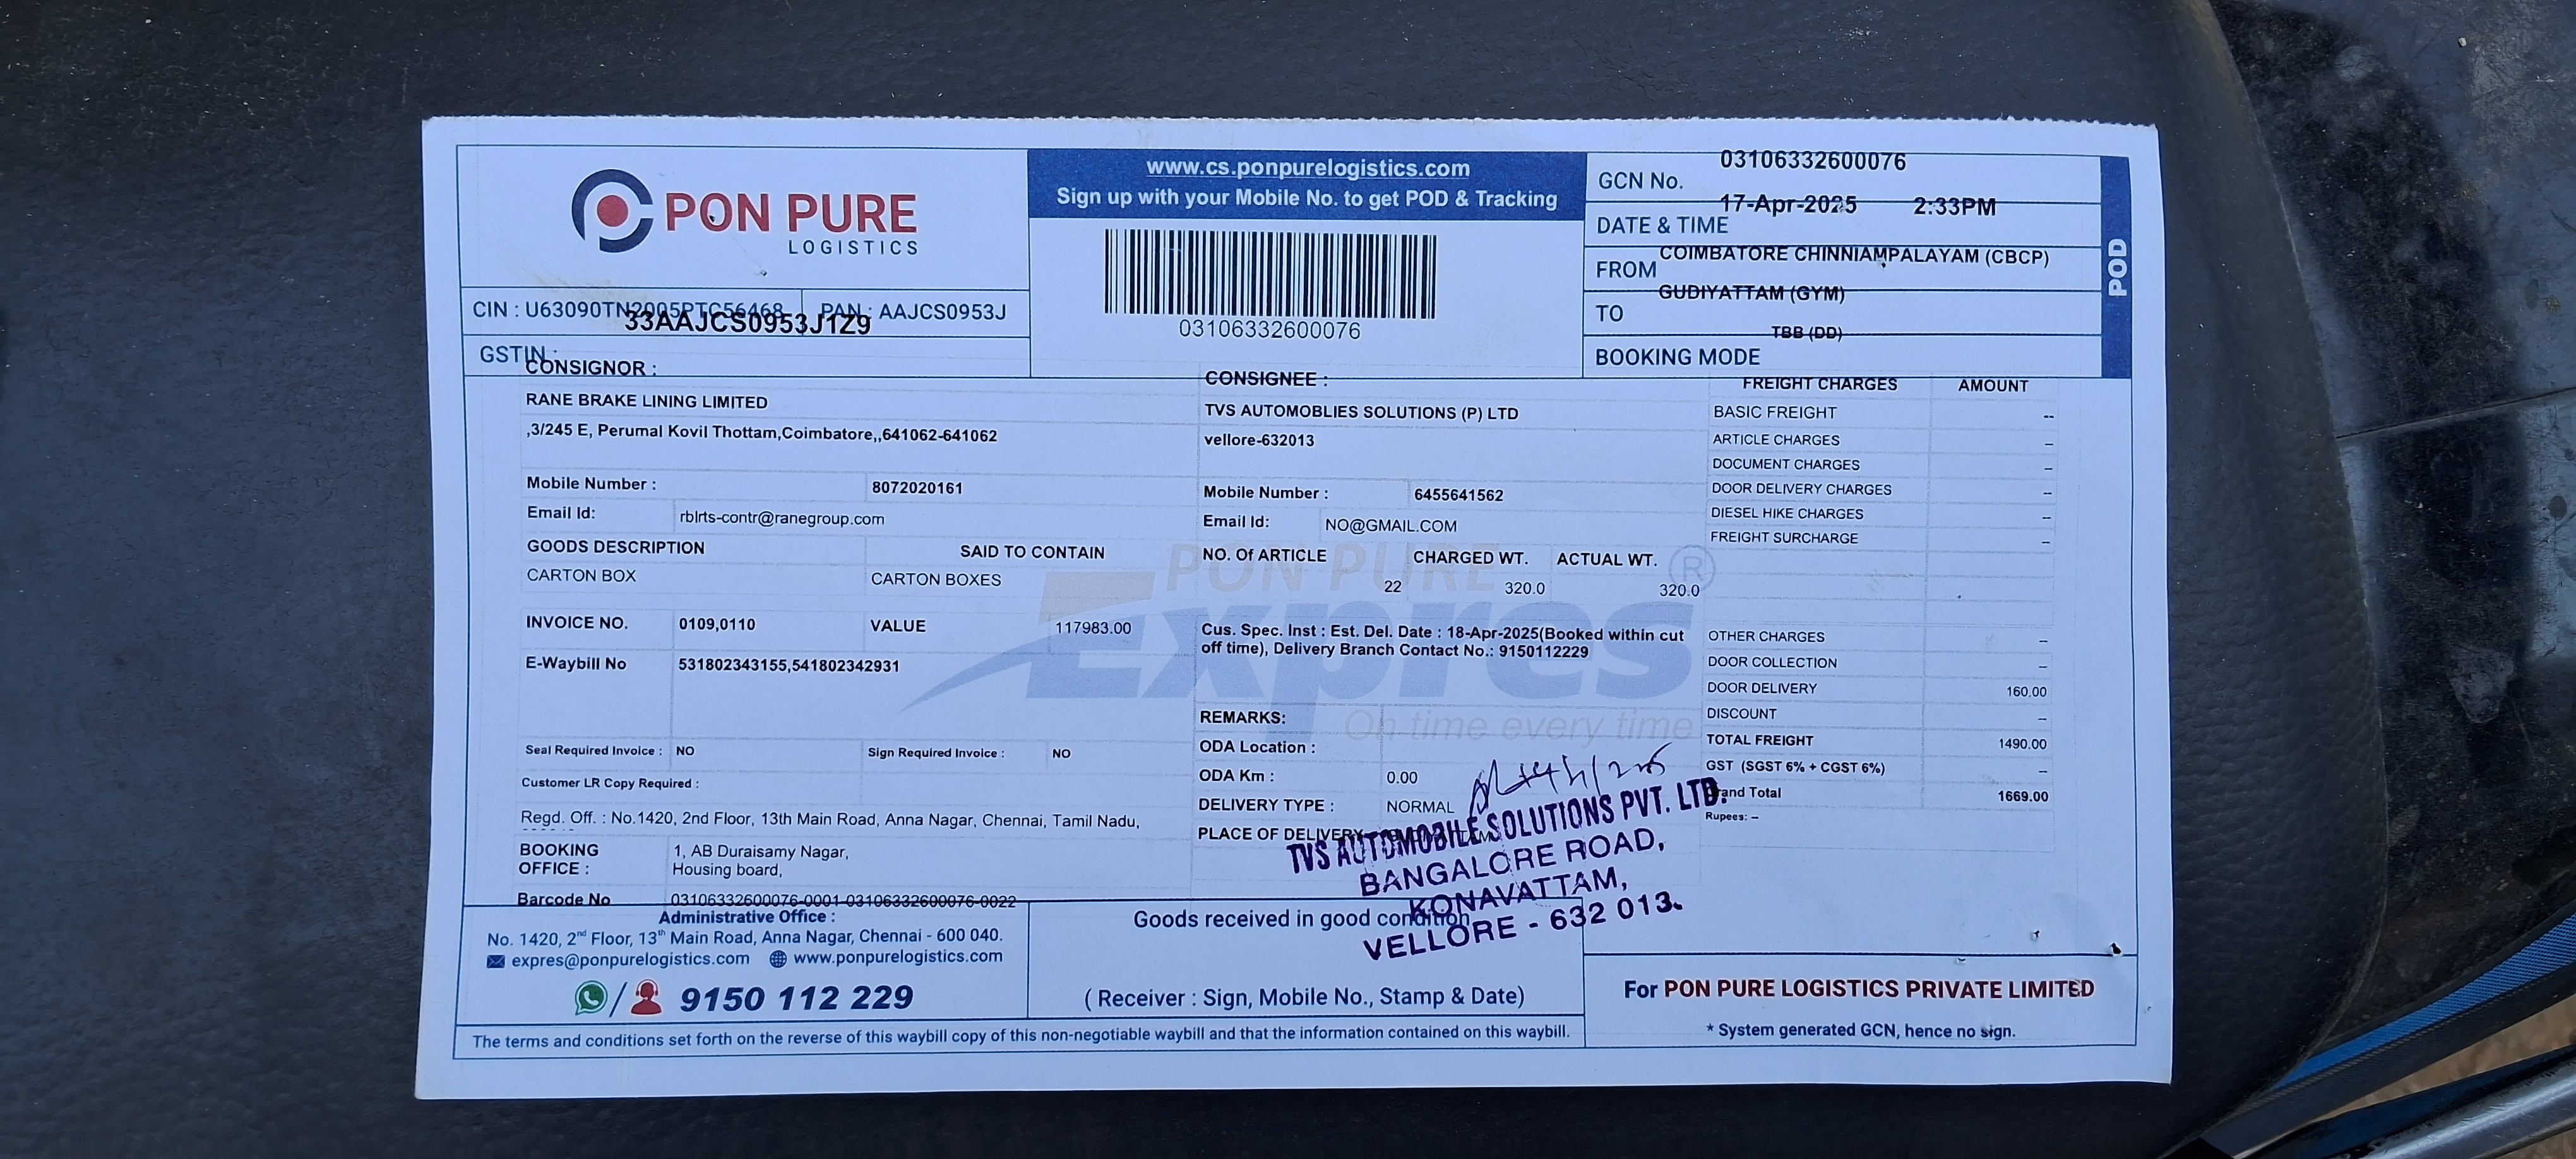 PON PURE
LOGISTICS
CIN : U63090TN2005PTC56468
PAN : AAJCS0953J
33AAJCS0953J1Z9
GSTIN :
www.cs.ponpurelogistics.com
Sign up with your Mobile No. to get POD & Tracking
03106332600076
GCN No. 03106332600076
DATE & TIME 17-Apr-2025 2:33PM
FROM COIMBATORE CHINNIAMPALAYAM (CBCP)
TO GUDIYATTAM (GYM)
BOOKING MODE TBB (DD)
POD
CONSIGNOR :
RANE BRAKE LINING LIMITED
,3/245 E, Perumal Kovil Thottam,Coimbatore,,641062-641062
Mobile Number : 8072020161
Email Id: rblrts-contr@ranegroup.com
GOODS DESCRIPTION SAID TO CONTAIN
CARTON BOX CARTON BOXES
INVOICE NO. 0109,0110 VALUE 117983.00
E-Waybill No 531802343155,541802342931
Seal Required Invoice : NO Sign Required Invoice : NO
Customer LR Copy Required :
Regd. Off. : No.1420, 2nd Floor, 13th Main Road, Anna Nagar, Chennai, Tamil Nadu,
BOOKING OFFICE : 1, AB Duraisamy Nagar,
Housing board,
Barcode No 03106332600076-0001-03106332600076-0022
CONSIGNEE :
TVS AUTOMOBLIES SOLUTIONS (P) LTD
vellore-632013
Mobile Number : 6455641562
Email Id: NO@GMAIL.COM
NO. Of ARTICLE CHARGED WT. ACTUAL WT.
22 320.0 320.0
PON PURE
Expres ®
On time every time
Cus. Spec. Inst : Est. Del. Date : 18-Apr-2025(Booked within cut
off time), Delivery Branch Contact No.: 9150112229
REMARKS:
ODA Location :
ODA Km : 0.00
DELIVERY TYPE : NORMAL
PLACE OF DELIVERY
TVS AUTOMOBILE SOLUTIONS PVT. LTD.
BANGALORE ROAD,
KONAVATTAM,
VELLORE - 632 013.
FREIGHT CHARGES AMOUNT
BASIC FREIGHT --
ARTICLE CHARGES –
DOCUMENT CHARGES –
DOOR DELIVERY CHARGES –
DIESEL HIKE CHARGES –
FREIGHT SURCHARGE –
OTHER CHARGES –
DOOR COLLECTION –
DOOR DELIVERY 160.00
DISCOUNT –
TOTAL FREIGHT 1490.00
GST (SGST 6% + CGST 6%) –
Grand Total 1669.00
Rupees: –
Administrative Office :
No. 1420, 2nd Floor, 13th Main Road, Anna Nagar, Chennai - 600 040.
expres@ponpurelogistics.com www.ponpurelogistics.com
/ 9150 112 229
Goods received in good condition
( Receiver : Sign, Mobile No., Stamp & Date)
For PON PURE LOGISTICS PRIVATE LIMITED
* System generated GCN, hence no sign.
The terms and conditions set forth on the reverse of this waybill copy of this non-negotiable waybill and that the information contained on this waybill.